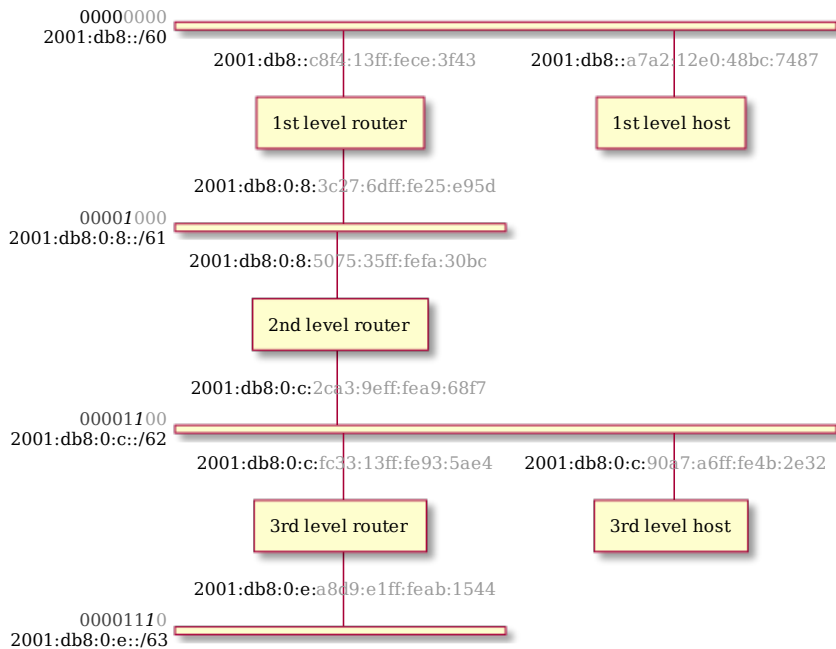 00000000
2001:db8::/60
2001:db8::c8f4:13ff:fece:3f43
2001:db8::a7a2:12e0:48bc:7487
1st level router
1st level host
2001:db8:0:8:3c27:6dff:fe25:e95d
00001000
2001:db8:0:8::/61
2001:db8:0:8:5075:35ff:fefa:30bc
2nd level router
2001:db8:0:c:2ca3:9eff:fea9:68f7
00001100
2001:db8:0:c::/62
2001:db8:0:c:fc33:13ff:fe93:5ae4
2001:db8:0:c:90a7:a6ff:fe4b:2e32
3rd level router
3rd level host
2001:db8:0:e:a8d9:e1ff:feab:1544
00001110
2001:db8:0:e::/63